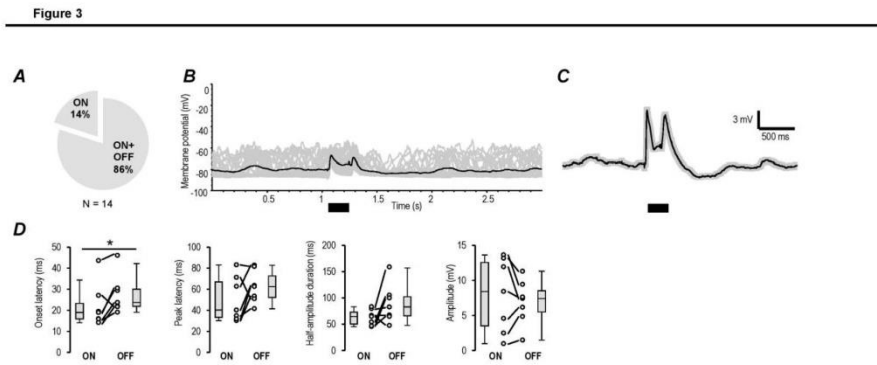 Figure 3
A
ON
14%
ON+
OFF
86%
N = 14
B
Membrane potential (mV)
0
-20
-40
-60
-80
-100
0.5
1
1.5
2
2.5
Time (s)
C
3 mV
500 ms
D
Onset latency (ms)
50
40
30
20
10
0
*
ON OFF
Peak latency (ms)
100
80
60
40
20
0
ON OFF
Half-amplitude duration (ms)
200
150
100
50
0
ON OFF
Amplitude (mV)
15
10
5
0
ON OFF